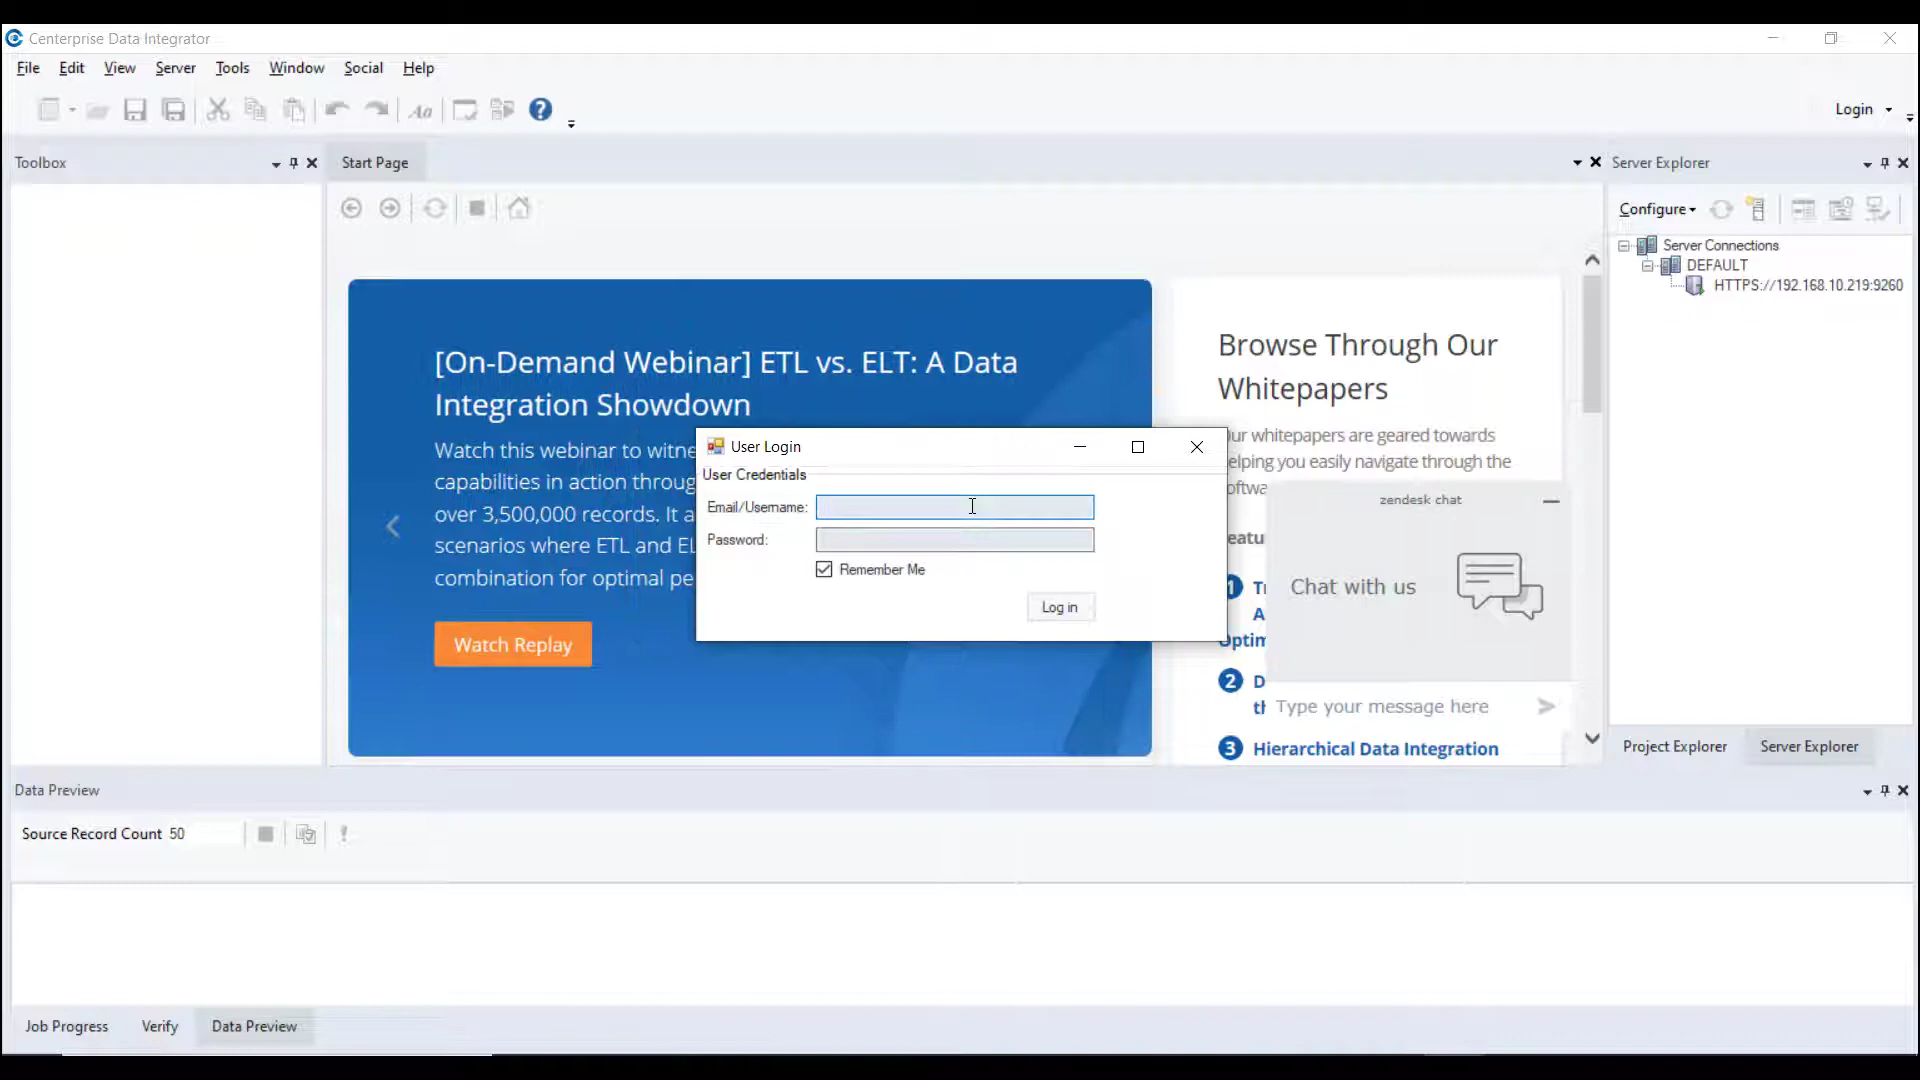 Centerprise Data Integrator
File Edit View Server Tools Window Social Help
Aa
?
Login
Toolbox
Start Page
Server Explorer
Configure
Server Connections
DEFAULT
HTTPS://192.168.10.219:9260
[On-Demand Webinar] ETL vs. ELT: A Data
Integration Showdown
Watch this webinar to witne
capabilities in action throug
over 3,500,000 records. It a
scenarios where ETL and EL
combination for optimal pe
Watch Replay
Browse Through Our
Whitepapers
ur whitepapers are geared towards
elping you easily navigate through the
oftwa
eatu
1
A
Optim
2 D
th
3 Hierarchical Data Integration
User Login
User Credentials
Email/Username:
Password:
Remember Me
Log in
zendesk chat
Chat with us
Type your message here
Project Explorer Server Explorer
Data Preview
Source Record Count 50
Job Progress Verify Data Preview